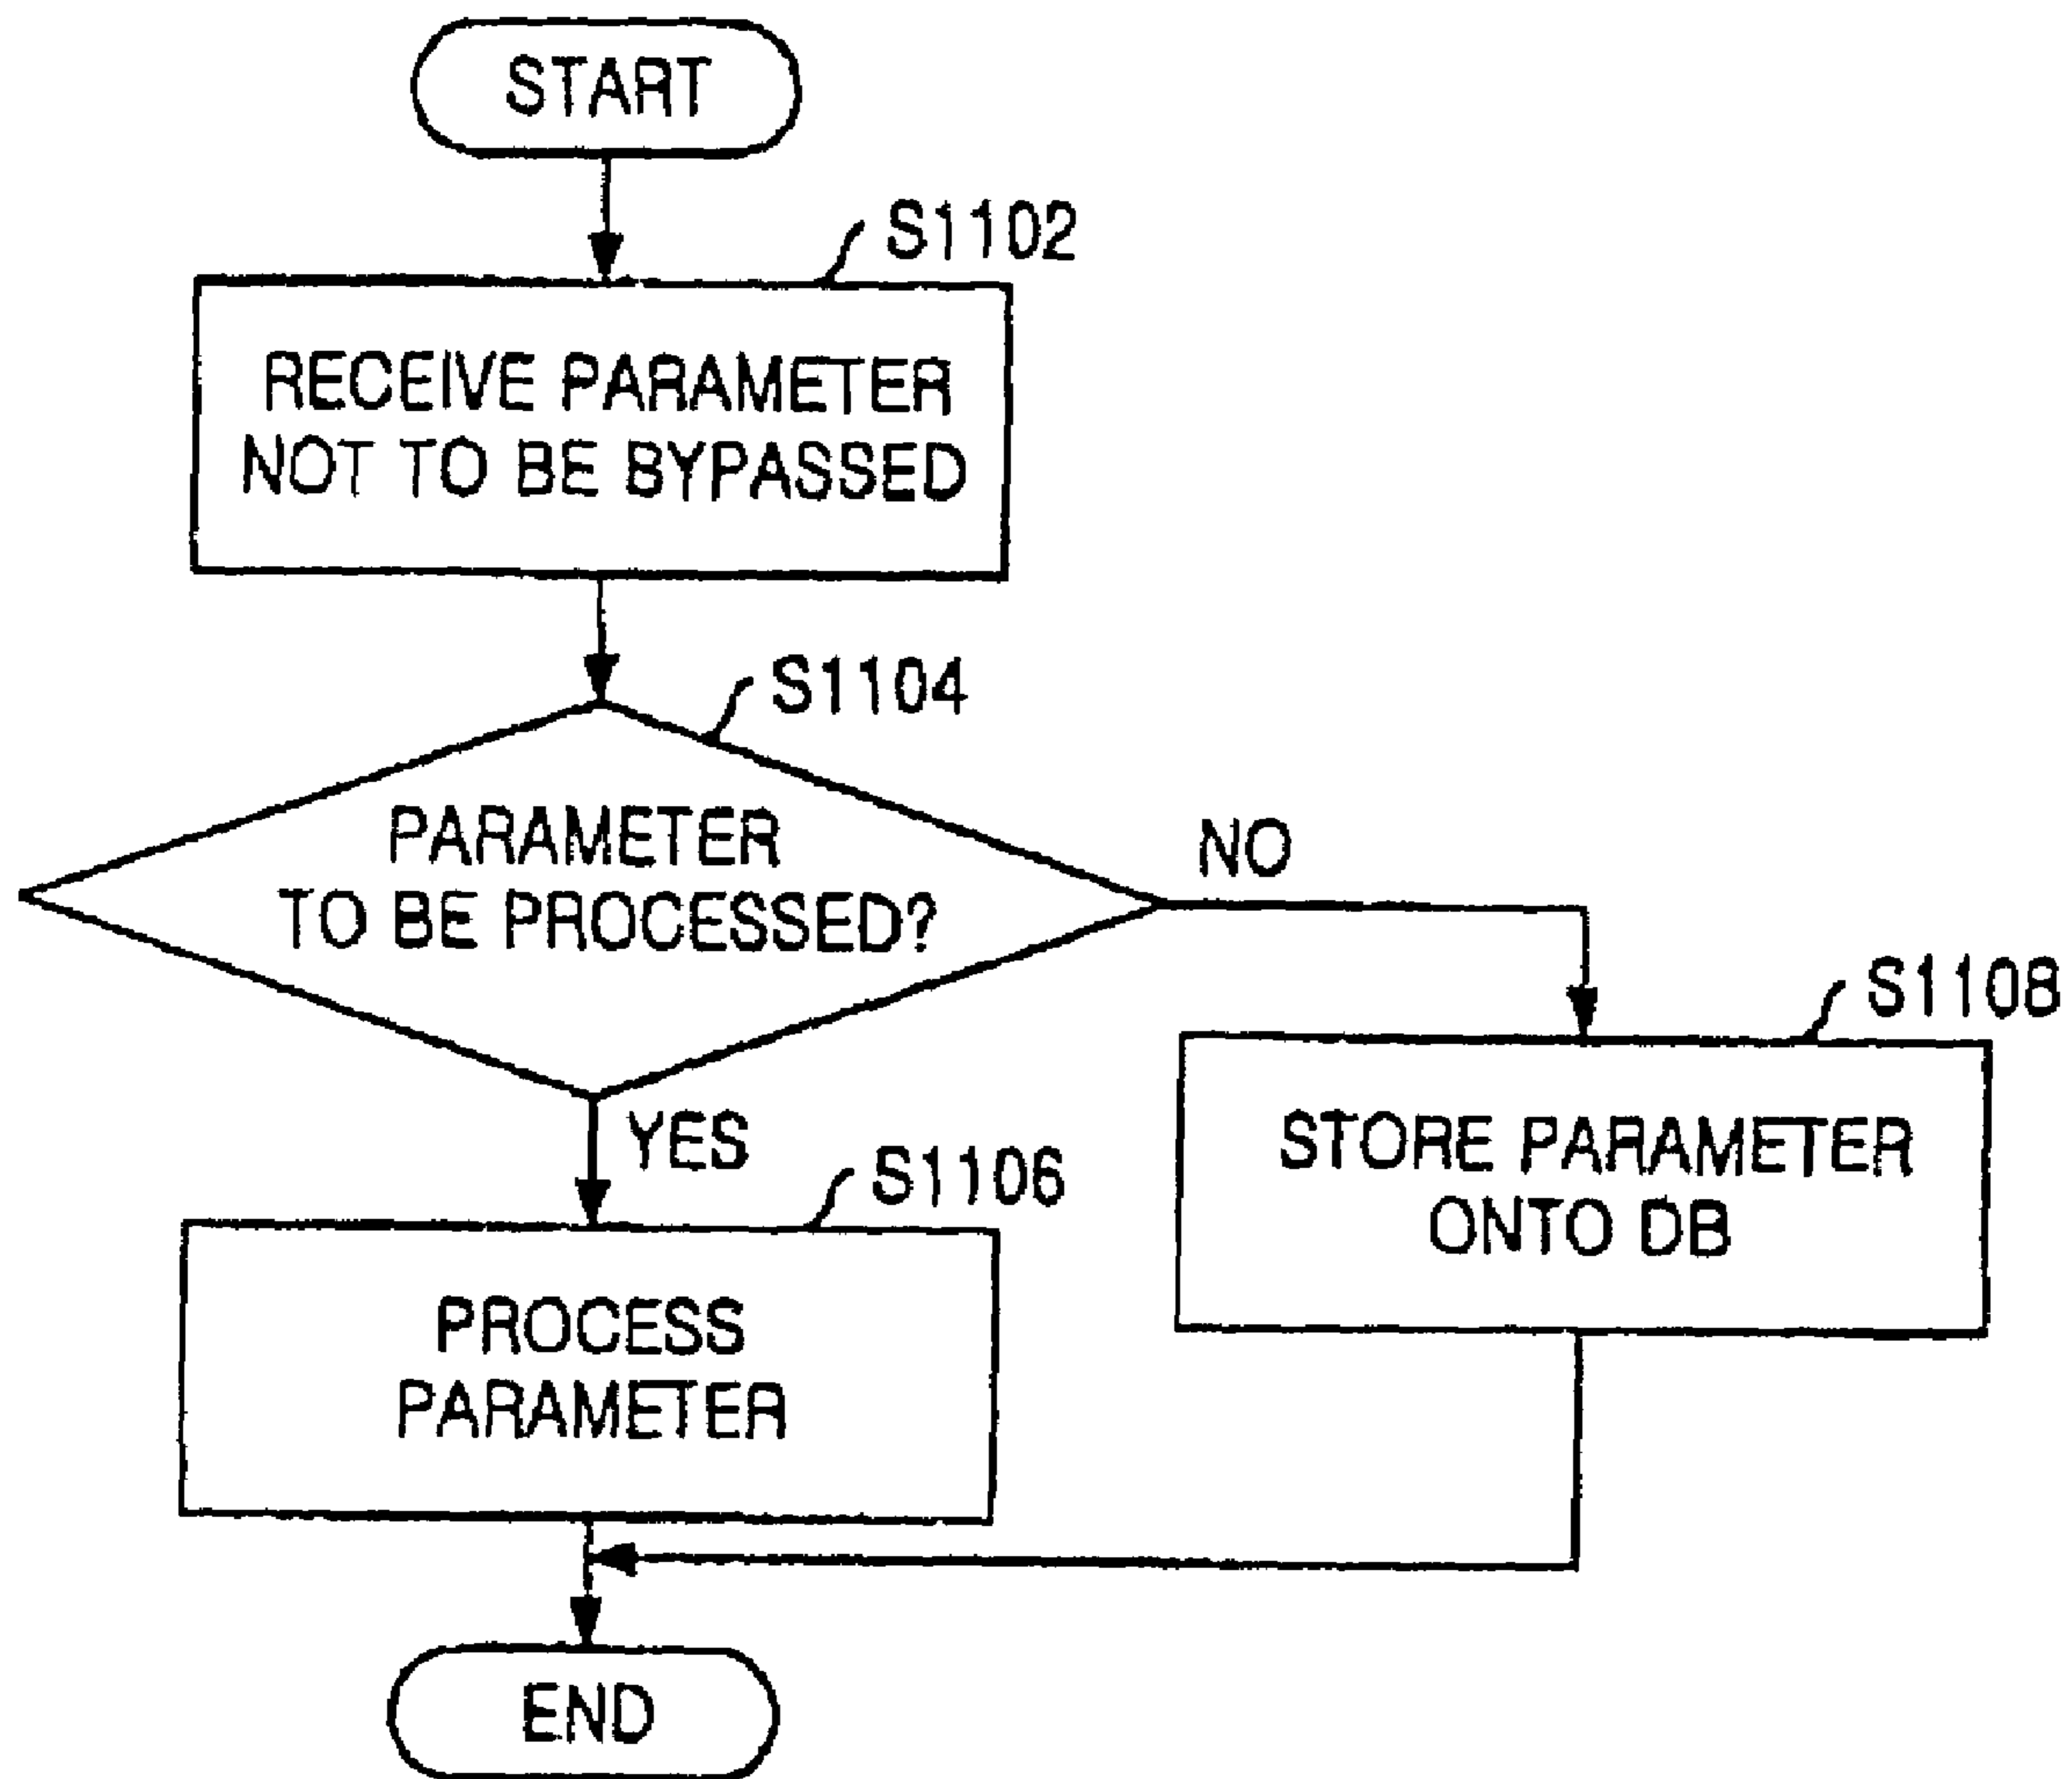 START
S1102
RECEIVE PARAMETER
NOT TO BE BYPASSED
S1104
PARAMETER
TO BE PROCESSED?
NO
YES
S1108
STORE PARAMETER
ONTO DB
S1106
PROCESS
PARAMETER
END